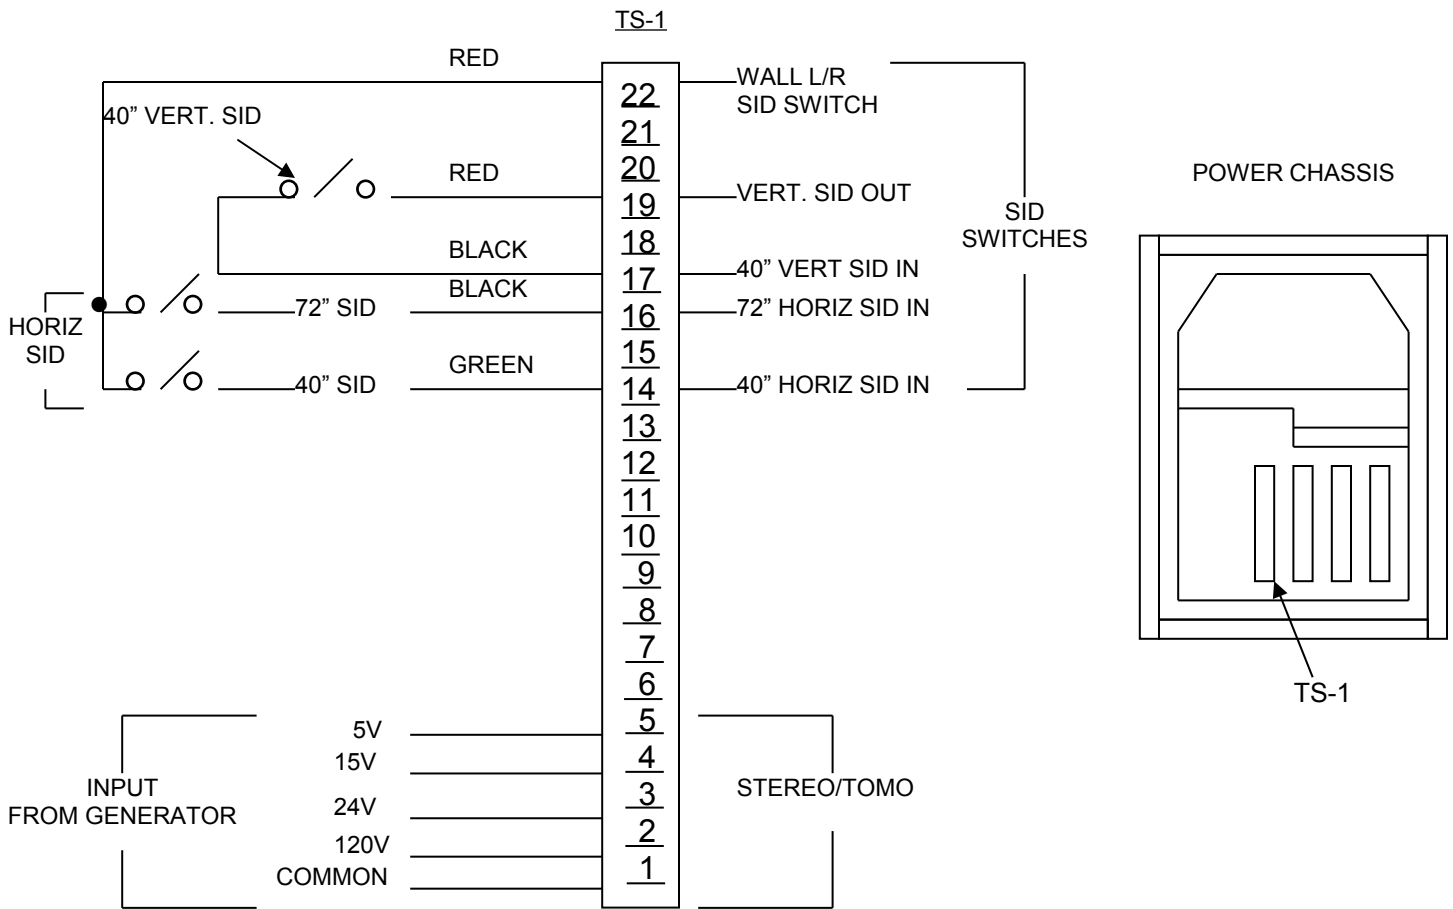 TS-1
RED
22
WALL L/R
SID SWITCH
40” VERT. SID
21
20
RED
19
VERT. SID OUT
SID
SWITCHES
POWER CHASSIS
18
BLACK
17
40” VERT SID IN
BLACK
72” SID
16
72” HORIZ SID IN
HORIZ
SID
15
GREEN
40” SID
14
40” HORIZ SID IN
13
12
11
10
9
8
7
6
5
5V
4
15V
3
24V
2
120V
1
COMMON
INPUT
FROM GENERATOR
STEREO/TOMO
TS-1